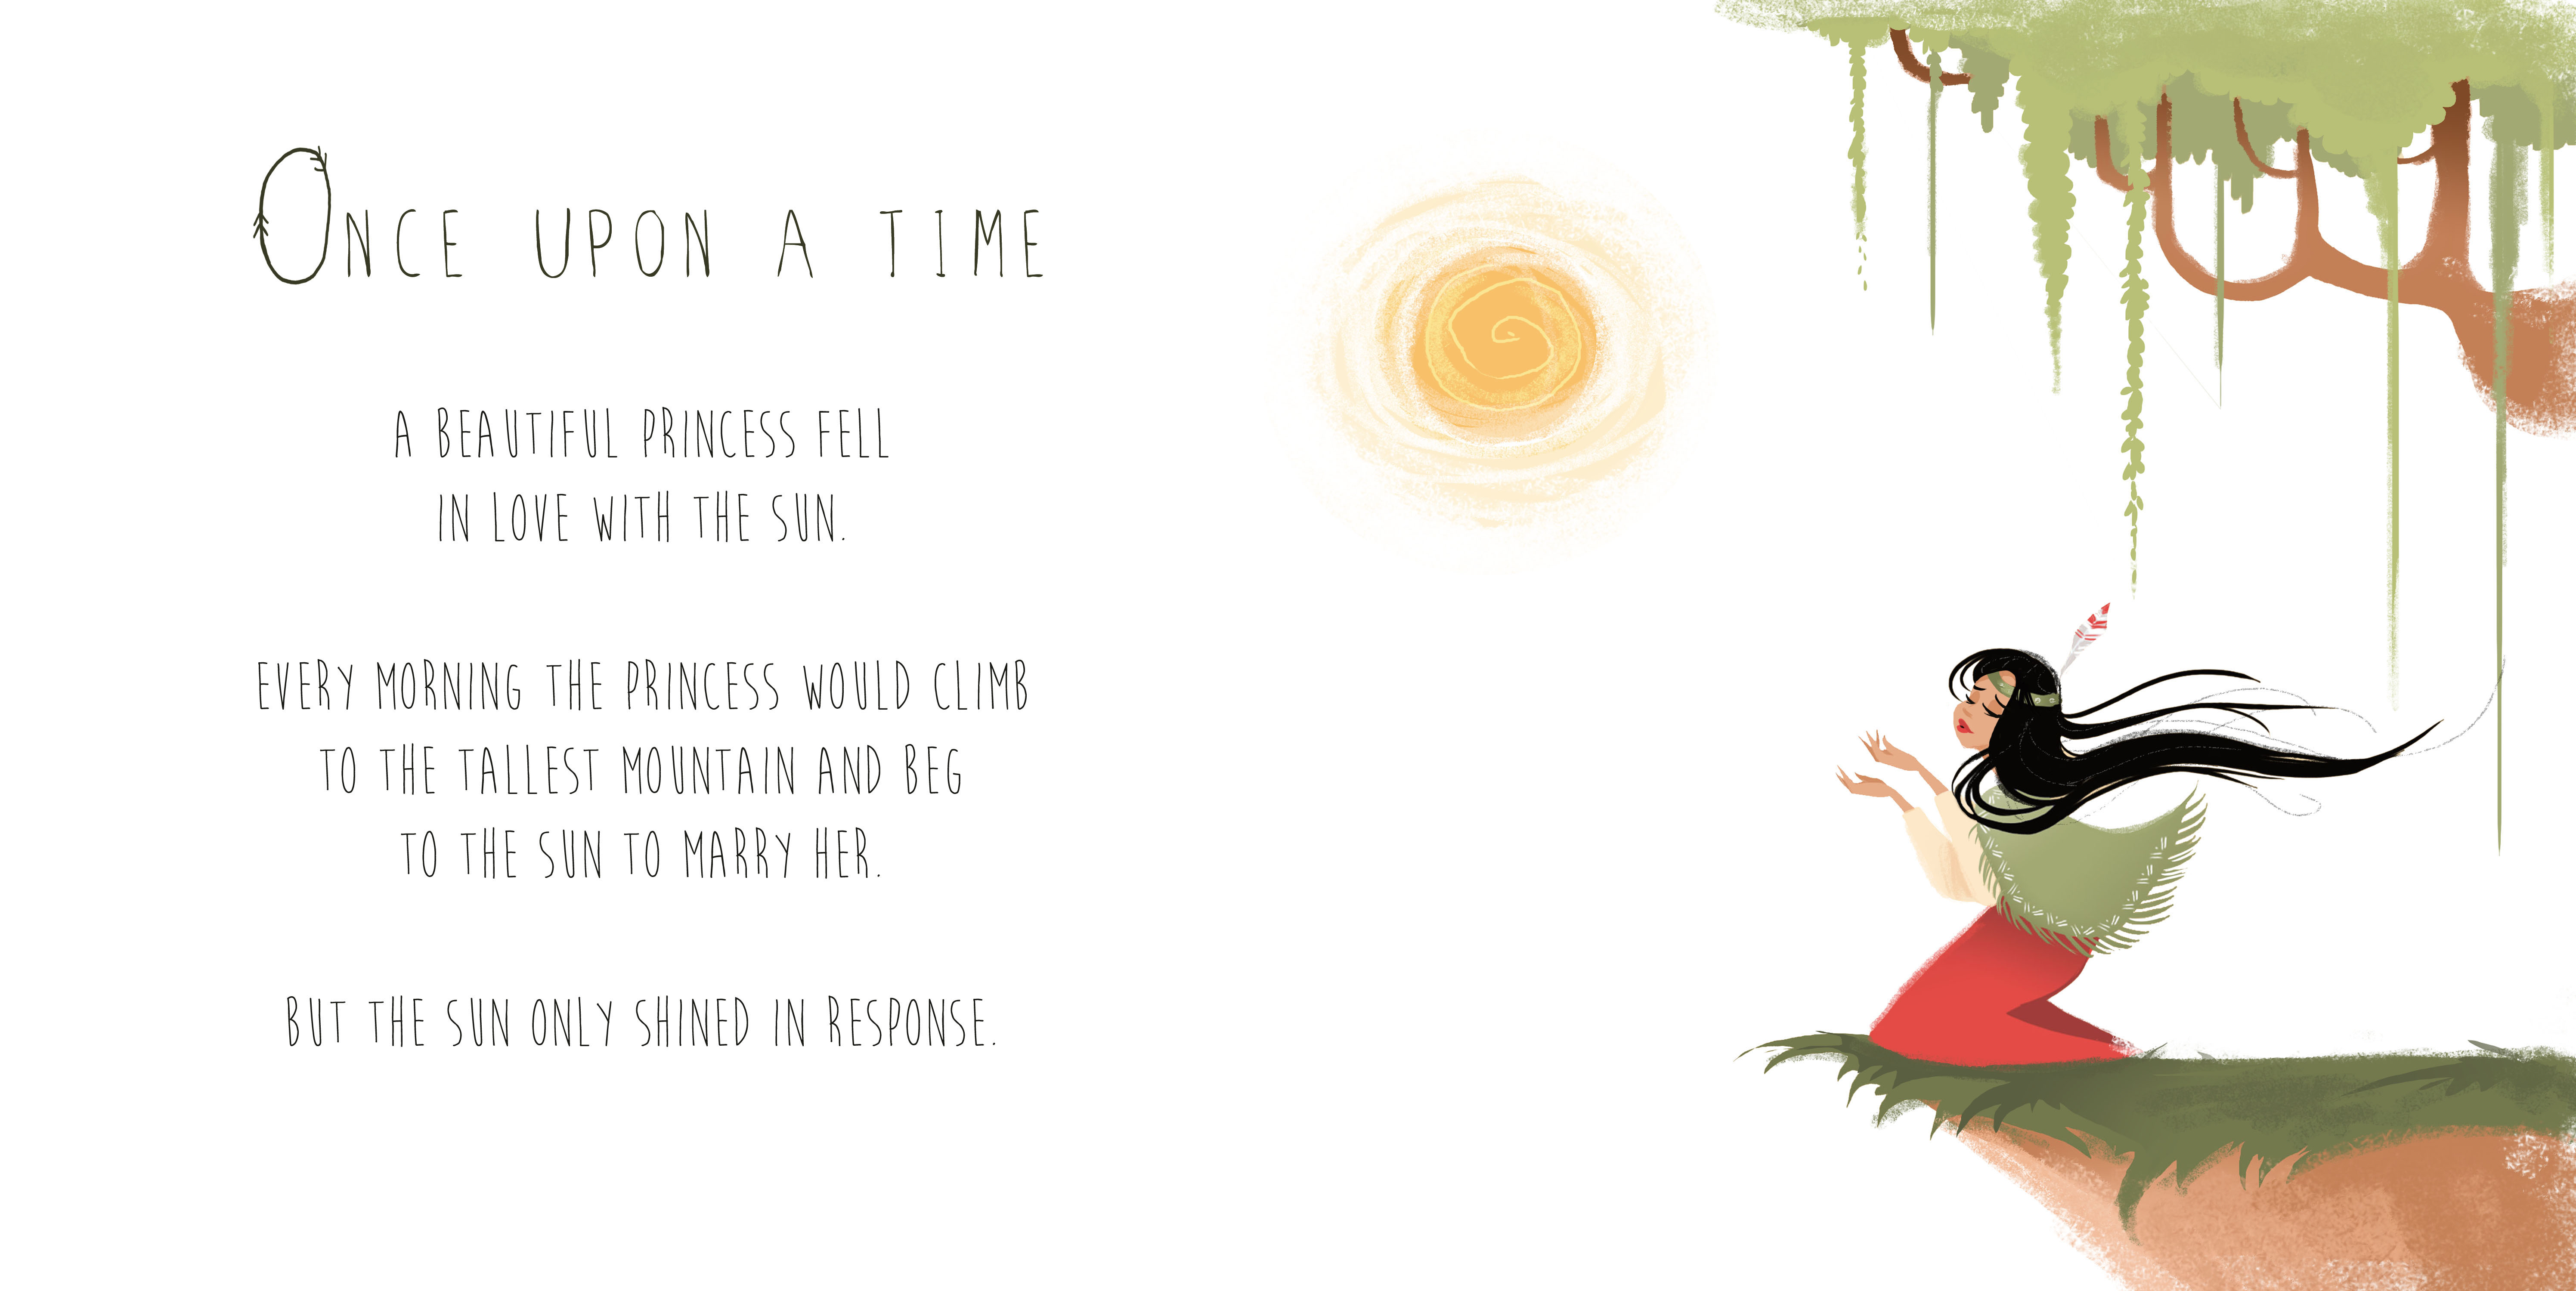 Once upon a time
A BEAUTIFUL PRINCESS FELL
IN LOVE WITH THE SUN.
EVERY MORNING THE PRINCESS WOULD CLIMB
TO THE TALLEST MOUNTAIN AND BEG
TO THE SUN TO MARRY HER.
BUT THE SUN ONLY SHINED IN RESPONSE.